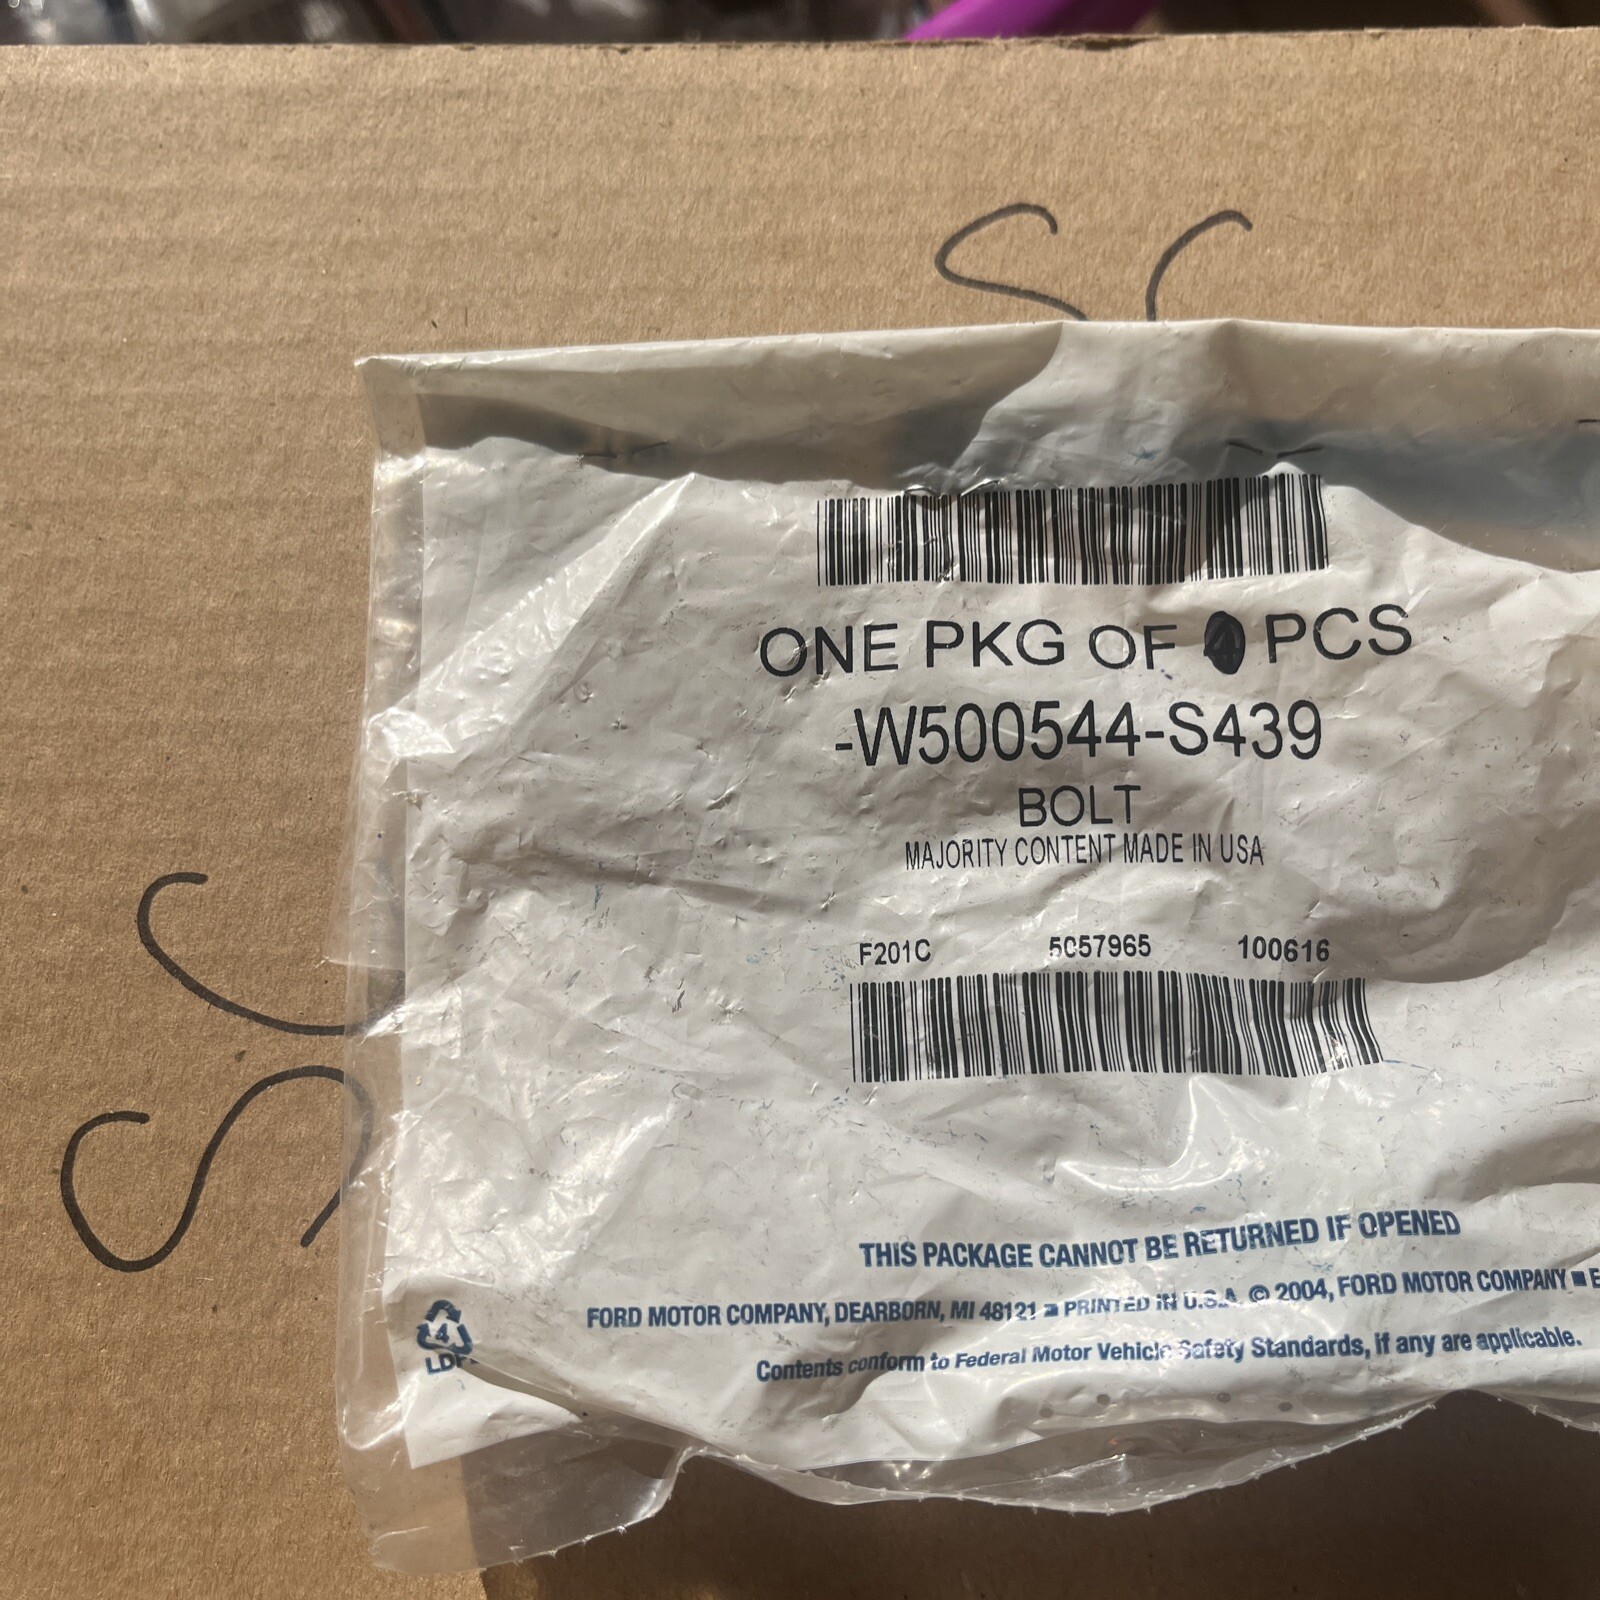 ONE PKG OF 4 PCS
-W500544-S439
BOLT
MAJORITY CONTENT MADE IN USA
F201C 5057965 100616
THIS PACKAGE CANNOT BE RETURNED IF OPENED
FORD MOTOR COMPANY, DEARBORN, MI 48121 ■ PRINTED IN U.S.A. © 2004, FORD MOTOR COMPANY ■
Contents conform to Federal Motor Vehicle Safety Standards, if any are applicable.
4